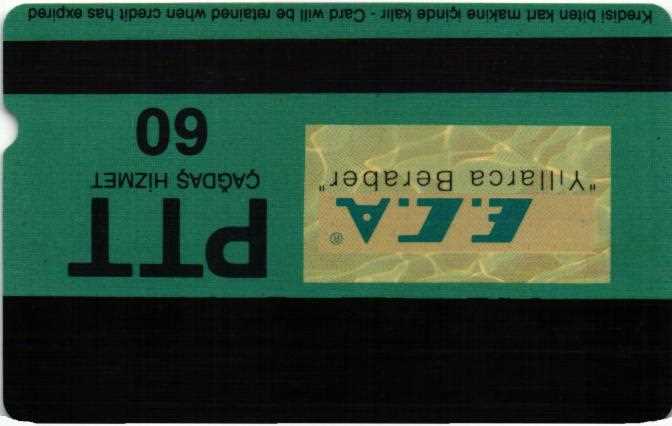 E.C.A®
"Yıllarca Beraber"
PTT
ÇAĞDAŞ HİZMET
60
Kredisi biten kart makine içinde kalır - Card will be retained when credit has expired